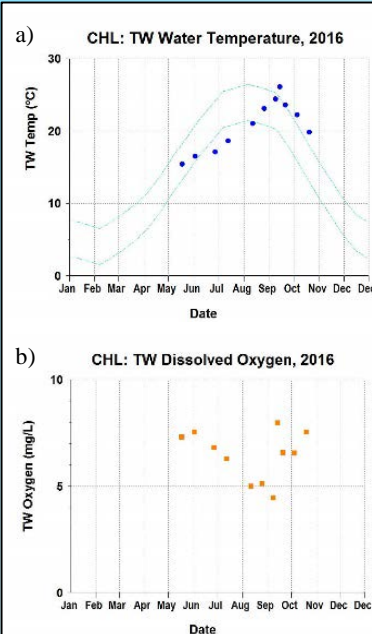 a)
CHL: TW Water Temperature, 2016
TW Temp (°C)
30
20
10
0
Jan Feb Mar Apr May Jun Jul Aug Sep Oct Nov Dec Dec
Date
b)
CHL: TW Dissolved Oxygen, 2016
TW Oxygen (mg/L)
10
5
0
Jan Feb Mar Apr May Jun Jul Aug Sep Oct Nov Dec Dec
Date